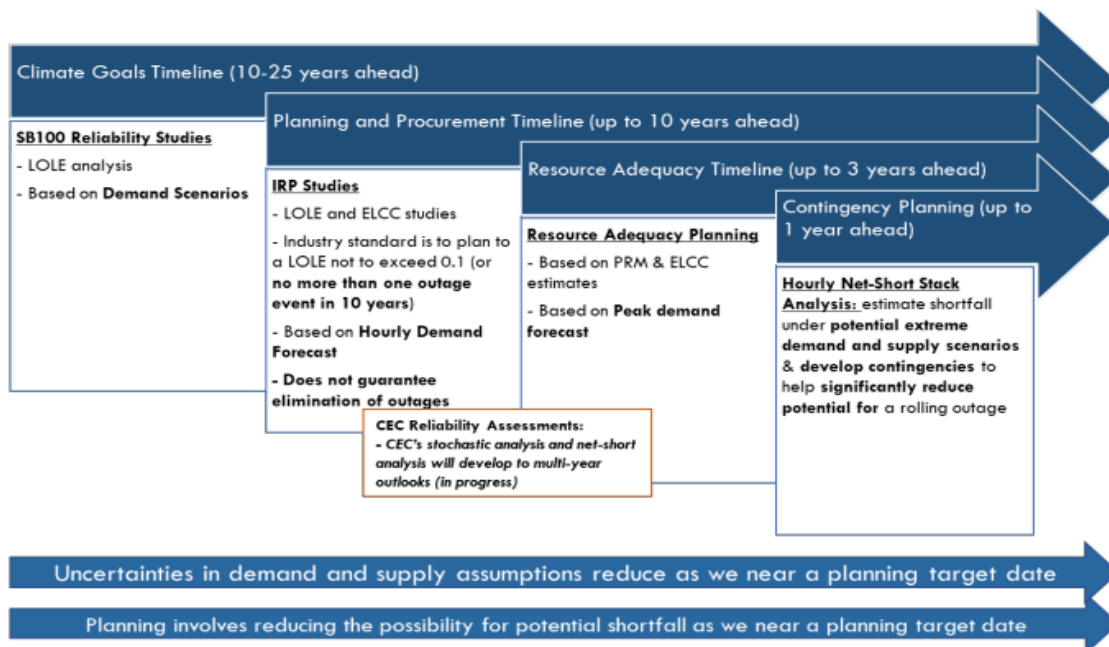 Climate Goals Timeline (10-25 years ahead)
SB100 Reliability Studies
- LOLE analysis
- Based on Demand Scenarios
Planning and Procurement Timeline (up to 10 years ahead)
IRP Studies
- LOLE and ELCC studies
- Industry standard is to plan to
a LOLE not to exceed 0.1 (or
no more than one outage
event in 10 years)
- Based on Hourly Demand
Forecast
- Does not guarantee
elimination of outages
Resource Adequacy Timeline (up to 3 years ahead)
Resource Adequacy Planning
- Based on PRM & ELCC
estimates
- Based on Peak demand
forecast
Contingency Planning (up to
1 year ahead)
Hourly Net-Short Stack
Analysis: estimate shortfall
under potential extreme
demand and supply scenarios
& develop contingencies to
help significantly reduce
potential for a rolling outage
CEC Reliability Assessments:
- CEC's stochastic analysis and net-short
analysis will develop to multi-year
outlooks (in progress)
Uncertainties in demand and supply assumptions reduce as we near a planning target date
Planning involves reducing the possibility for potential shortfall as we near a planning target date